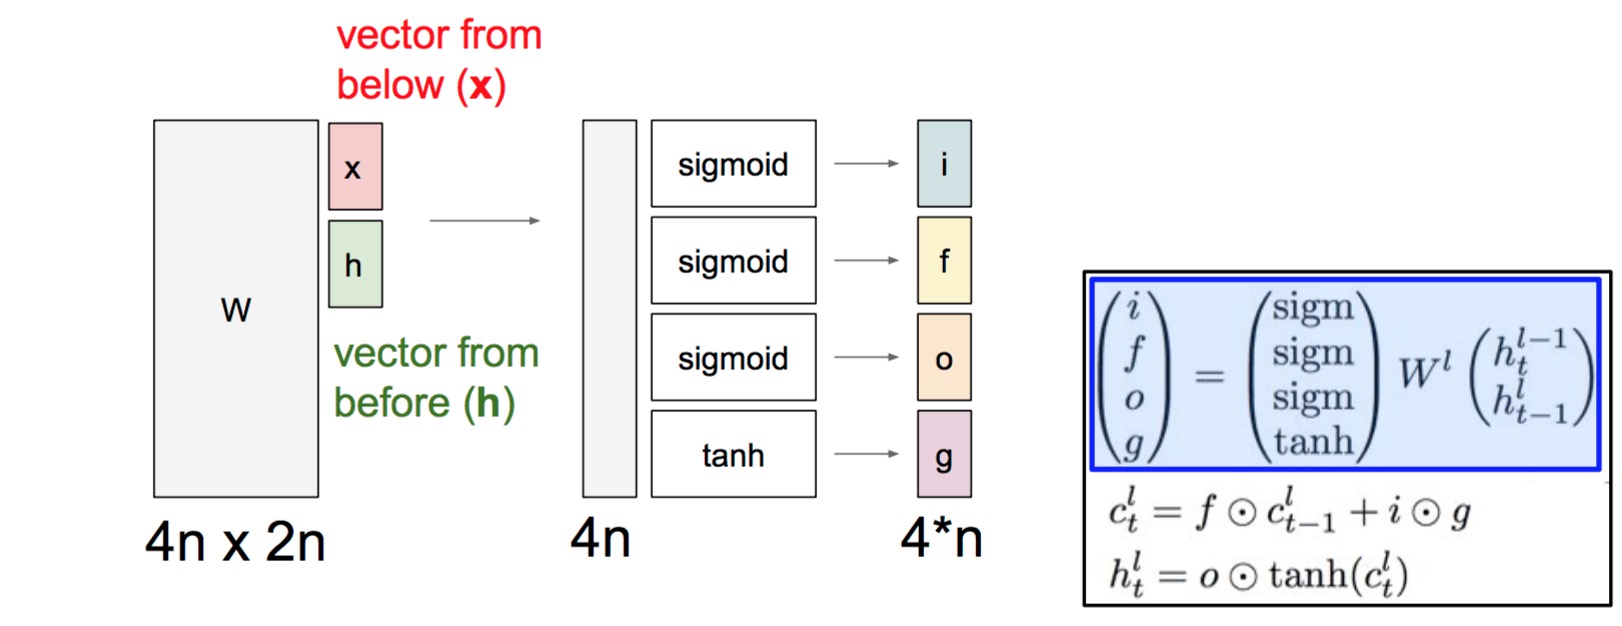 vector from
below (x)
W
x
h
vector from
before (h)
4n x 2n
4n
sigmoid
sigmoid
sigmoid
tanh
i
f
o
g
4*n
$\begin{pmatrix} i \\ f \\ o \\ g \end{pmatrix} = \begin{pmatrix} \text{sigm} \\ \text{sigm} \\ \text{sigm} \\ \tanh \end{pmatrix} W^l \begin{pmatrix} h_t^{l-1} \\ h_{t-1}^l \end{pmatrix}$
$c_t^l = f \odot c_{t-1}^l + i \odot g$
$h_t^l = o \odot \tanh(c_t^l)$